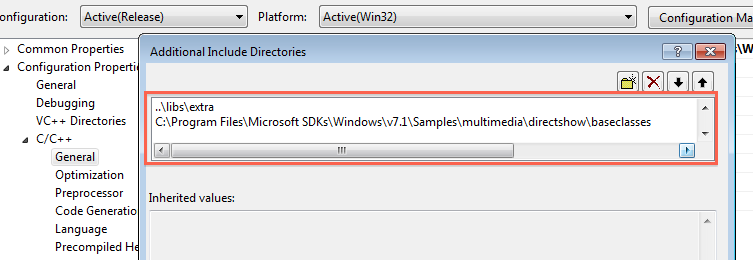 onfiguration: Active(Release) Platform: Active(Win32) Configuration Ma
Common Properties
Configuration Propertie
General
Debugging
VC++ Directories
C/C++
General
Optimization
Preprocessor
Code Generatio
Language
Precompiled He
Additional Include Directories
..\libs\extra
C:\Program Files\Microsoft SDKs\Windows\v7.1\Samples\multimedia\directshow\baseclasses
Inherited values: